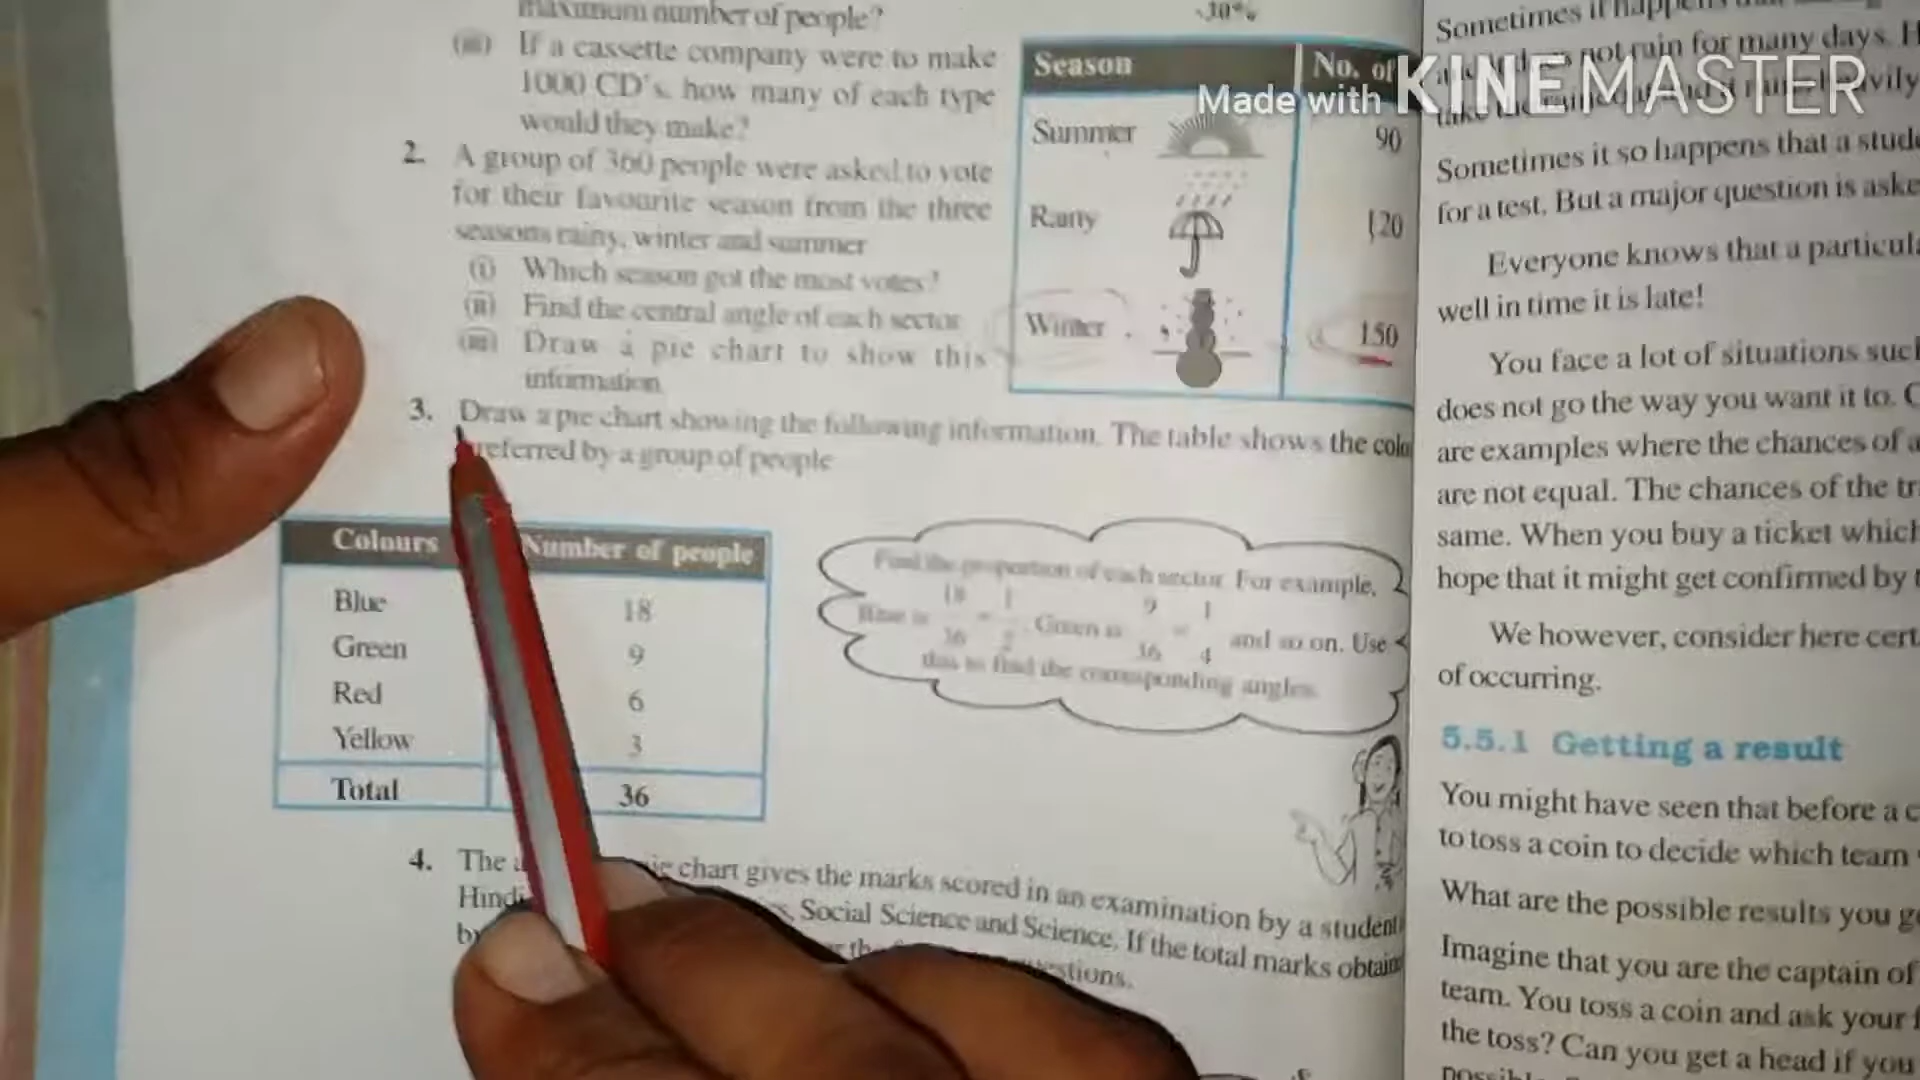 maximum number of people?
30%
(iii) If a cassette company were to make
1000 CD's, how many of each type
would they make?
2. A group of 360 people were asked to vote
for their favourite season from the three
seasons rainy, winter and summer
(i) Which season got the most votes?
(ii) Find the central angle of each sector
(iii) Draw a pie chart to show this
information
Season No. of
Summer 90
Rainy 120
Winter 150
3. Draw a pie chart showing the following information. The table shows the colo
referred by a group of people
Colours Number of people
Blue 18
Green 9
Red 6
Yellow 3
Total 36
Find the proportion of each sector. For example,
Blue is 18/36 = 1/2. Green is 9/36 = 1/4 and so on. Use
this to find the corresponding angles.
4. The chart gives the marks scored in an examination by a student
Hindi Social Science and Science. If the total marks obtain
by
Made with KINEMASTER
Sometimes it
not rain for many days. H
Sometimes it so happens that a stude
for a test. But a major question is aske
Everyone knows that a particula
well in time it is late!
You face a lot of situations such
does not go the way you want it to. C
are examples where the chances of a
are not equal. The chances of the tr
same. When you buy a ticket which
hope that it might get confirmed by t
We however, consider here cert
of occurring.
5.5.1 Getting a result
You might have seen that before a c
to toss a coin to decide which team
What are the possible results you g
Imagine that you are the captain of
team. You toss a coin and ask your f
the toss? Can you get a head if you